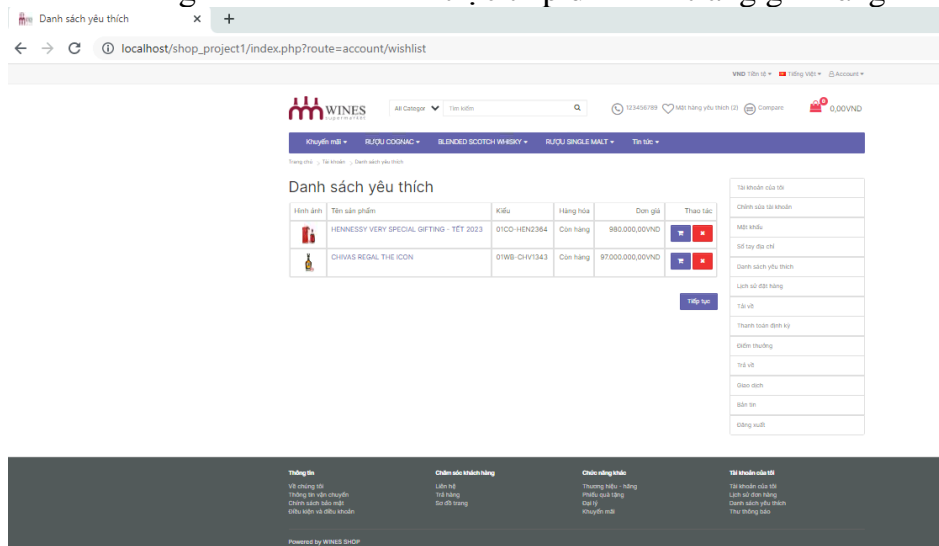 Danh sách yêu thích
localhost/shop_project1/index.php?route=account/wishlist
VND Tiền tệ Tiếng Việt Account
WINES All Categor Tìm kiếm 123456789 Mặt hàng yêu thích (2) Compare 0 0,00VND
supermarket
Khuyến mãi RƯỢU COGNAC BLENDED SCOTCH WHISKY RƯỢU SINGLE MALT Tin tức
Trang chủ Tài khoản Danh sách yêu thích
Danh sách yêu thích
Hình ảnh Tên sản phẩm Kiểu Hàng hóa Đơn giá Thao tác
HENNESSY VERY SPECIAL GIFTING - TẾT 2023 01CO-HEN2364 Còn hàng 980.000,00VND
CHIVAS REGAL THE ICON 01WB-CHV1343 Còn hàng 97.000.000,00VND
Tiếp tục
Tài khoản của tôi
Chỉnh sửa tài khoản
Mật khẩu
Sổ tay địa chỉ
Danh sách yêu thích
Lịch sử đặt hàng
Tải về
Thanh toán định kỳ
Điểm thưởng
Trả về
Giao dịch
Bản tin
Đăng xuất
Thông tin
Về chúng tôi
Thông tin vận chuyển
Chính sách bảo mật
Điều kiện và điều khoản
Chăm sóc khách hàng
Liên hệ
Trả hàng
Sơ đồ trang
Chức năng khác
Thương hiệu - hãng
Phiếu quà tặng
Đại lý
Khuyến mãi
Tài khoản của tôi
Tài khoản của tôi
Lịch sử đơn hàng
Danh sách yêu thích
Thư thông báo
Powered by WINES SHOP